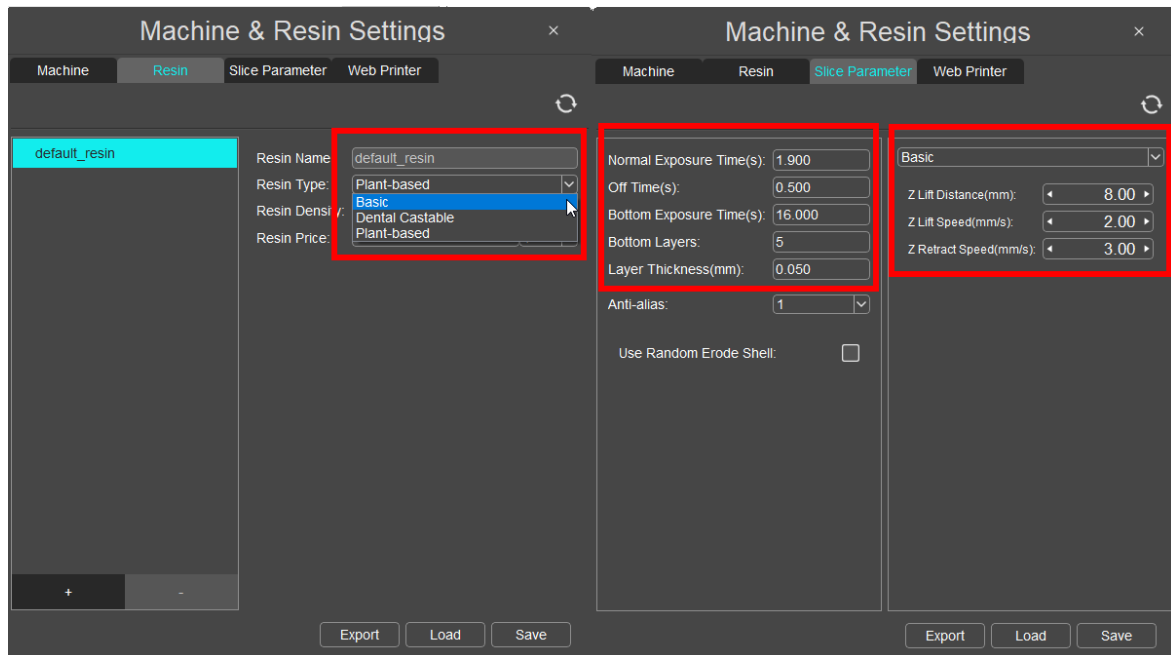 Machine & Resin Settings ×
Machine Resin Slice Parameter Web Printer
default_resin
Resin Name default_resin
Resin Type: Plant-based
Basic
Resin Density:
Dental Castable
Plant-based
Resin Price:
+ -
Export Load Save
Machine & Resin Settings ×
Machine Resin Slice Parameter Web Printer
Normal Exposure Time(s): 1.900
Off Time(s): 0.500
Bottom Exposure Time(s): 16.000
Bottom Layers: 5
Layer Thickness(mm): 0.050
Anti-alias: 1
Use Random Erode Shell:
Basic
Z Lift Distance(mm): 8.00
Z Lift Speed(mm/s): 2.00
Z Retract Speed(mm/s): 3.00
Export Load Save